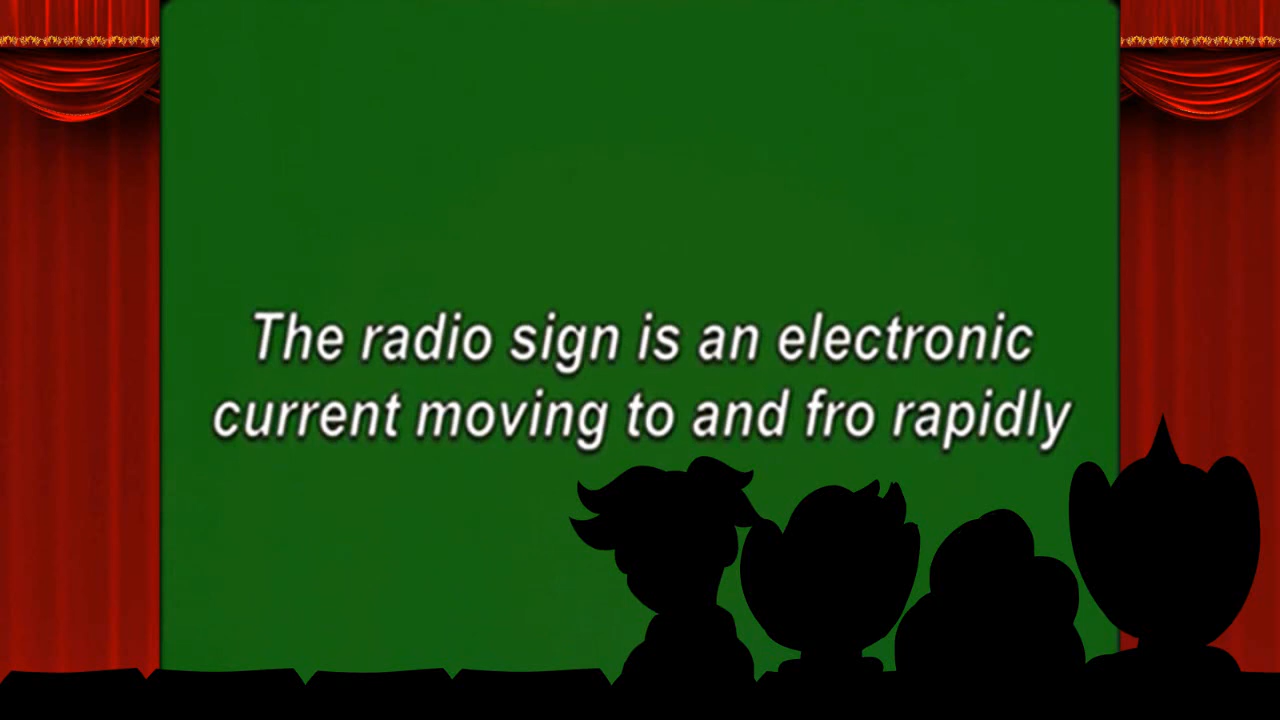 The radio sign is an electronic
current moving to and fro rapidly